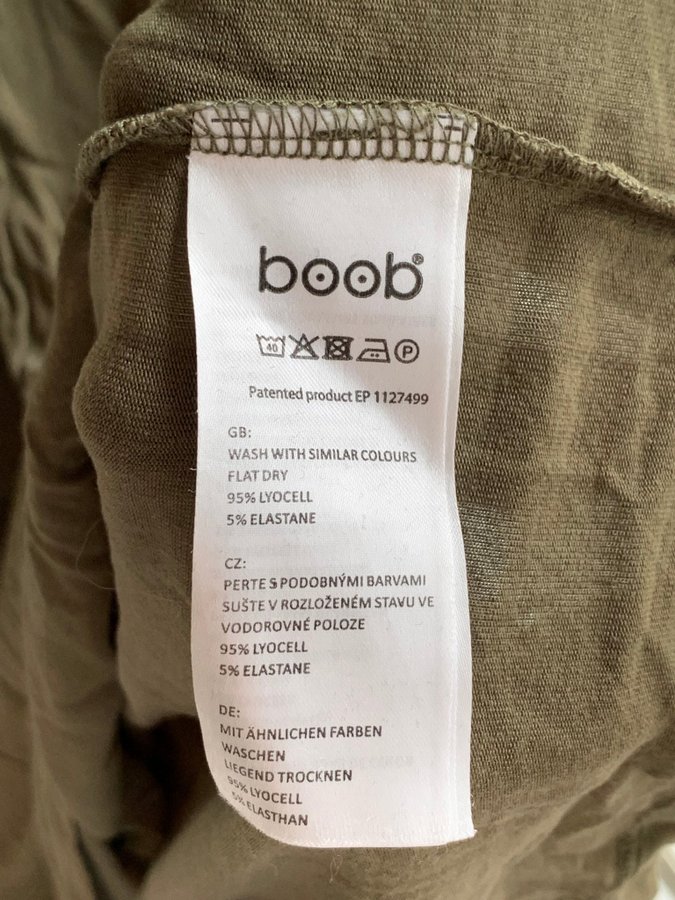 boob®
40 P
Patented product EP 1127499
GB:
WASH WITH SIMILAR COLOURS
FLAT DRY
95% LYOCELL
5% ELASTANE
CZ:
PERTE S PODOBNÝMI BARVAMI
SUŠTE V ROZLOŽENÉM STAVU VE
VODOROVNÉ POLOZE
95% LYOCELL
5% ELASTANE
DE:
MIT ÄHNLICHEN FARBEN
WASCHEN
LIEGEND TROCKNEN
95% LYOCELL
5% ELASTHAN